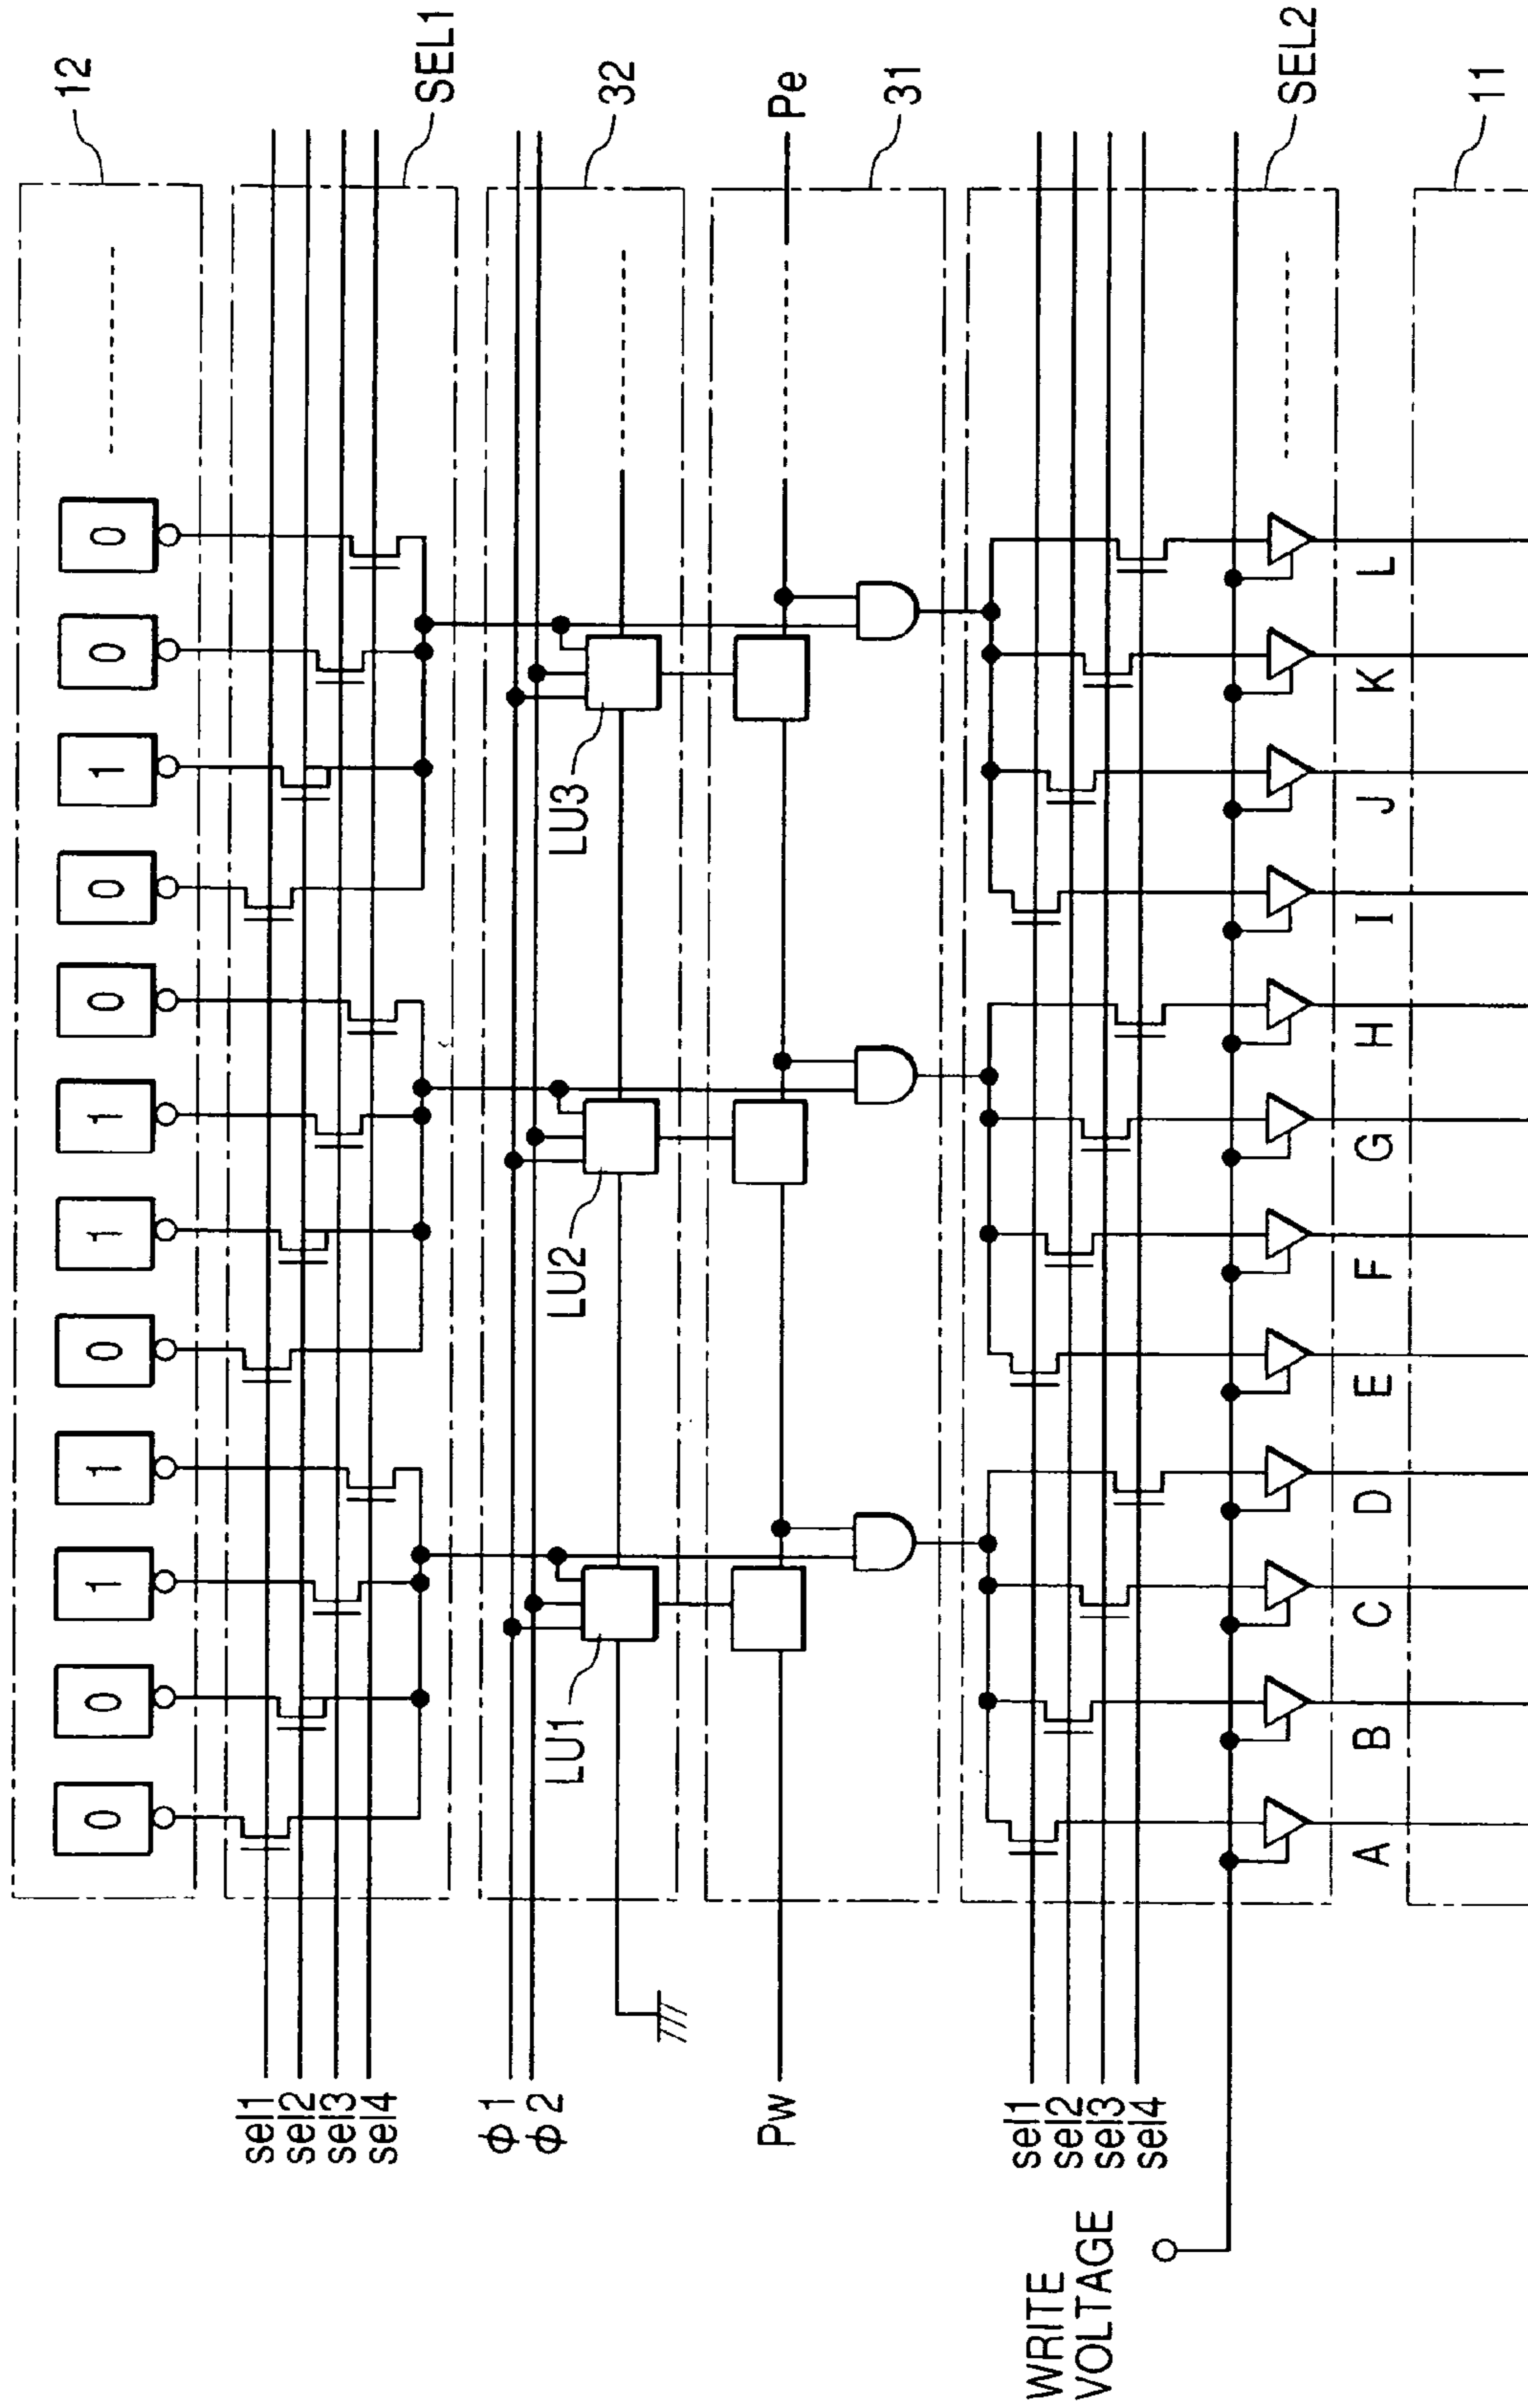 12
0 0 1 1 0 1 1 0 0 1 0 0
sel1
sel2
sel3
sel4
SEL1
φ1
φ2
LU1
LU2
LU3
32
Pw
Pe
31
sel1
sel2
sel3
sel4
SEL2
WRITE
VOLTAGE
A B C D E F G H I J K L
11